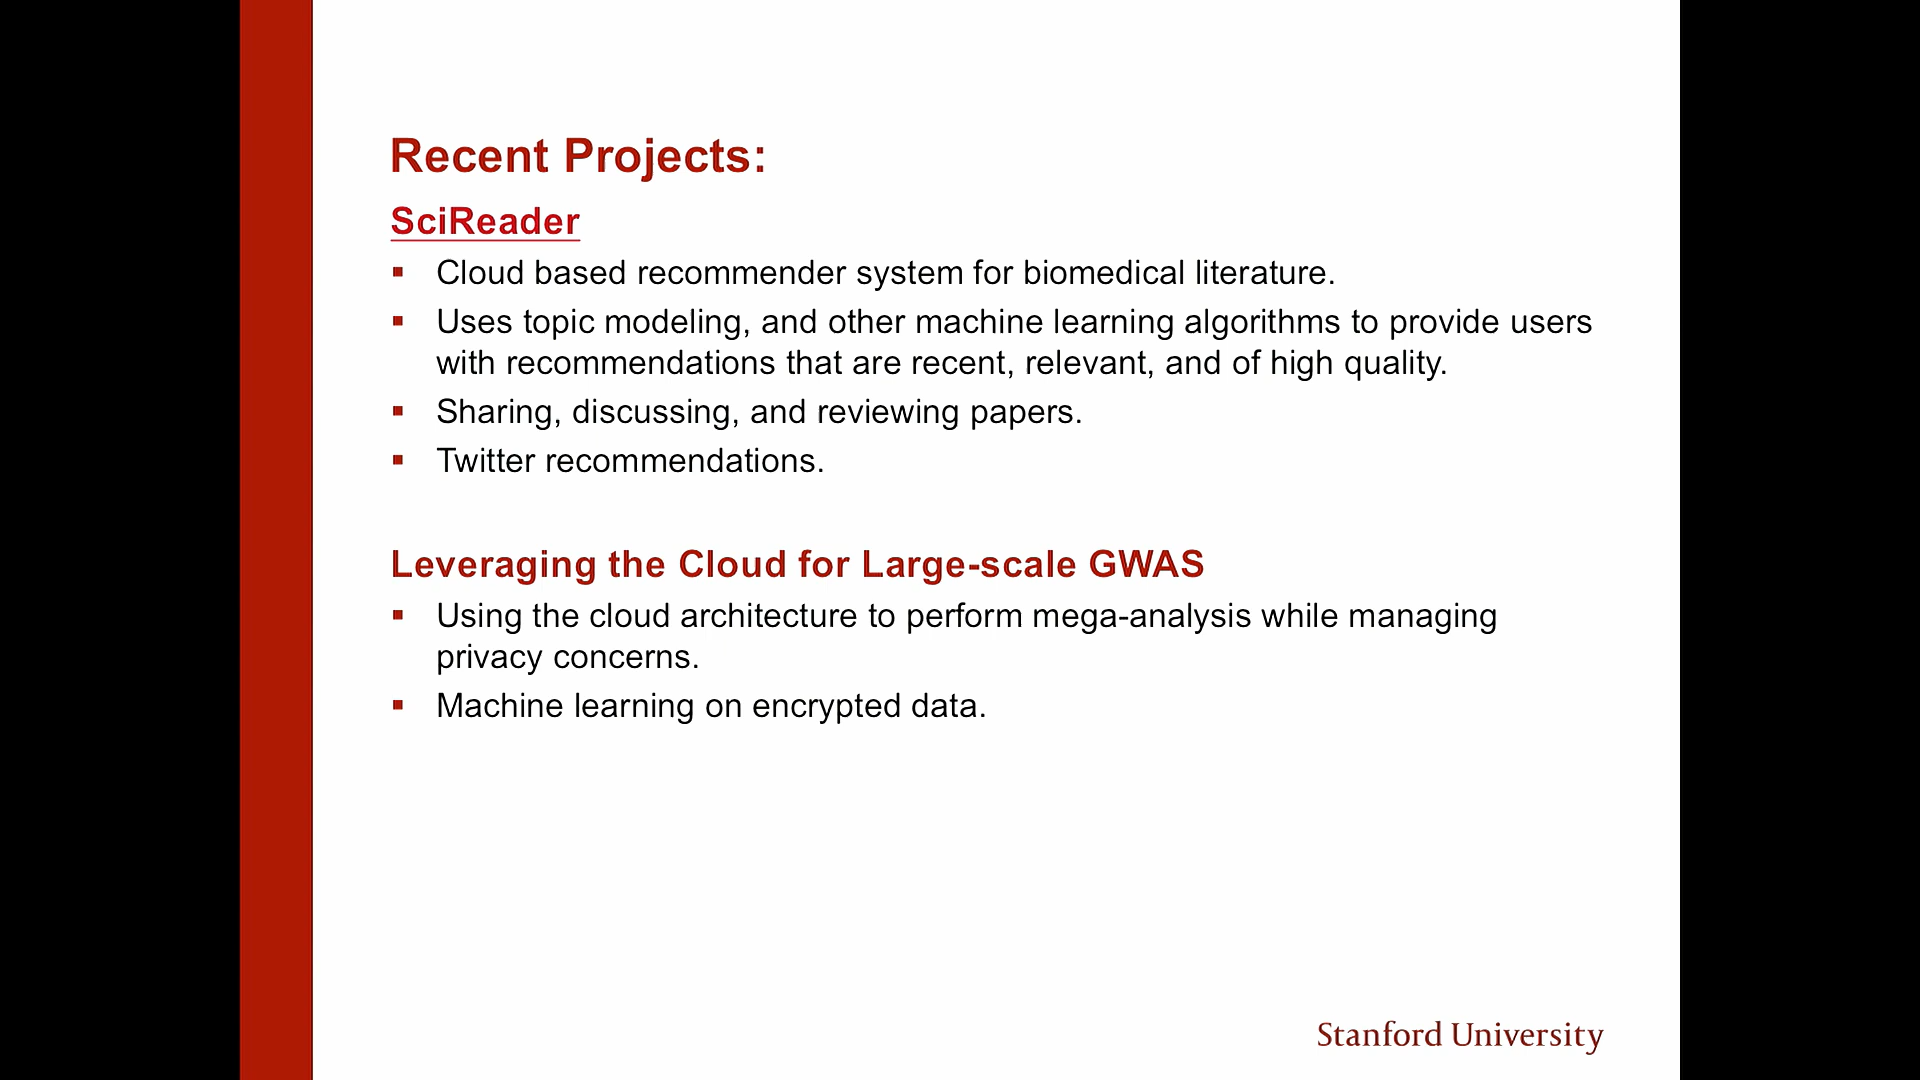 Recent Projects:
SciReader
Cloud based recommender system for biomedical literature.
Uses topic modeling, and other machine learning algorithms to provide users
with recommendations that are recent, relevant, and of high quality.
Sharing, discussing, and reviewing papers.
Twitter recommendations.
Leveraging the Cloud for Large-scale GWAS
Using the cloud architecture to perform mega-analysis while managing
privacy concerns.
Machine learning on encrypted data.
Stanford University